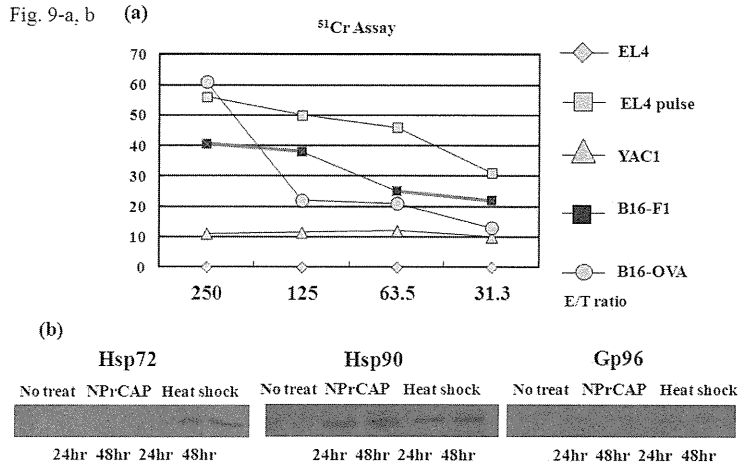 Fig. 9-a, b
(a)
51Cr Assay
70
60
50
40
30
20
10
0
250 125 63.5 31.3
E/T ratio
EL4
EL4 pulse
YAC1
B16-F1
B16-OVA
(b)
Hsp72 Hsp90 Gp96
No treat NPrCAP Heat shock No treat NPrCAP Heat shock No treat NPrCAP Heat shock
24hr 48hr 24hr 48hr 24hr 48hr 24hr 48hr 24hr 48hr 24hr 48hr